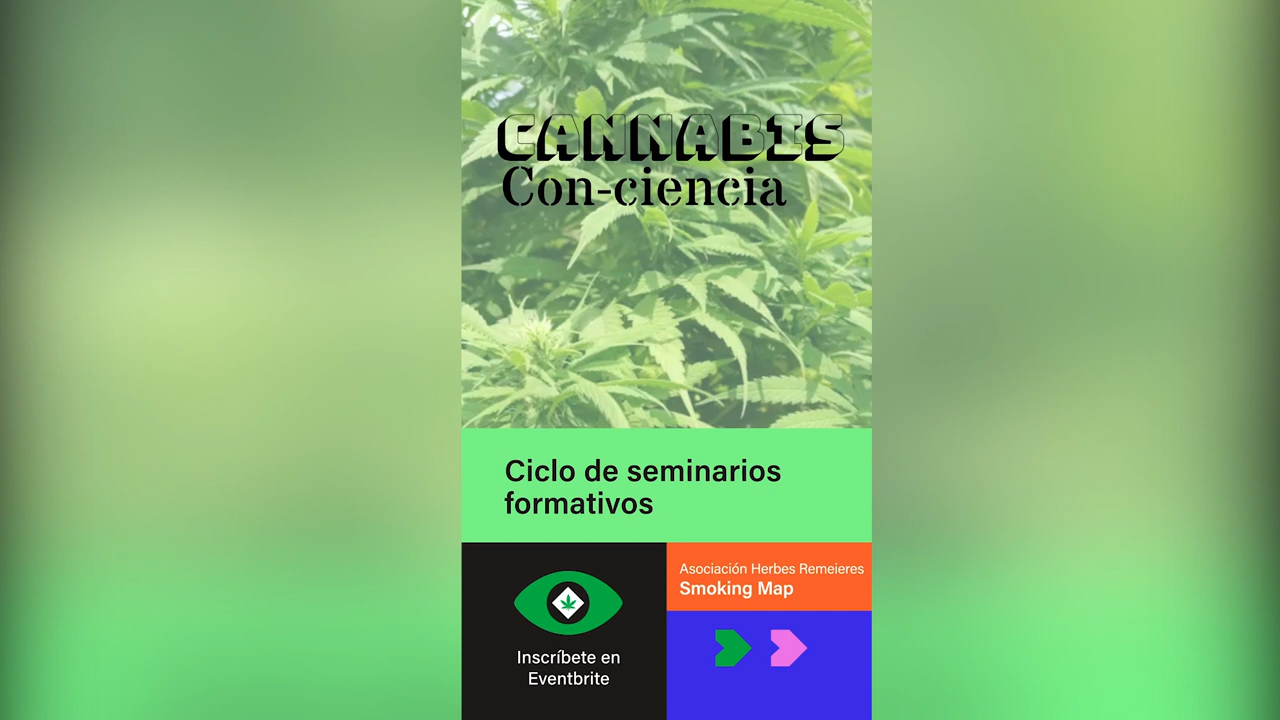 CANNABIS
Con-ciencia
Ciclo de seminarios
formativos
Inscríbete en
Eventbrite
Asociación Herbes Remeieres
Smoking Map